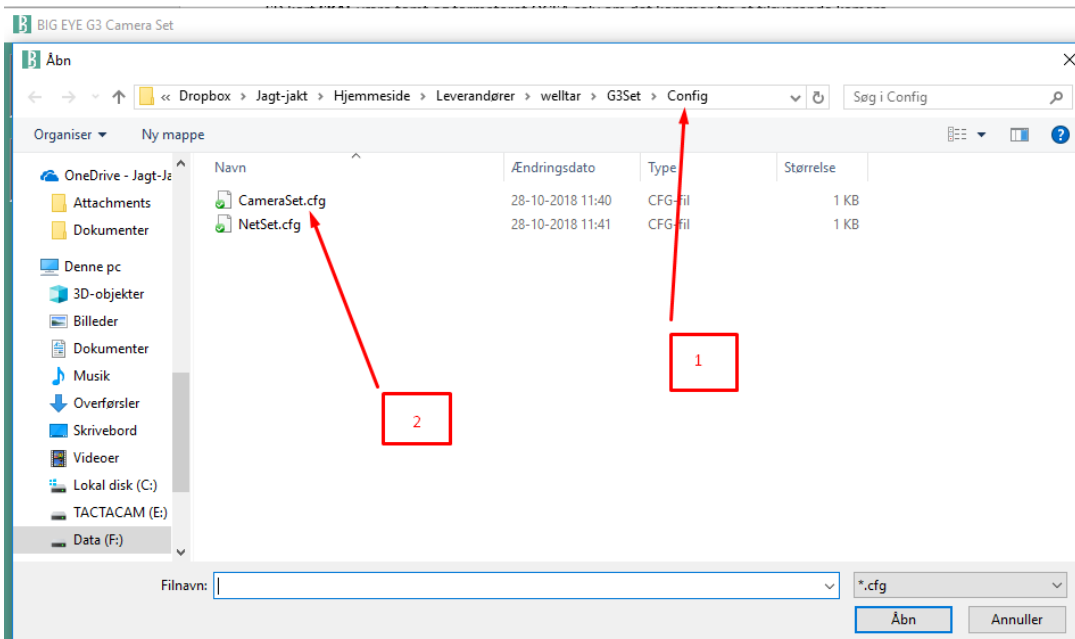 BIG EYE G3 Camera Set
Åbn
« Dropbox > Jagt-jakt > Hjemmeside > Leverandører > welltar > G3Set > Config
Søg i Config
Organiser
Ny mappe
Navn
Ændringsdato
Type
Størrelse
OneDrive - Jagt-Ja
Attachments
Dokumenter
Denne pc
3D-objekter
Billeder
Dokumenter
Musik
Overførsler
Skrivebord
Videoer
Lokal disk (C:)
TACTACAM (E:)
Data (F:)
CameraSet.cfg 28-10-2018 11:40 CFG-fil 1 KB
NetSet.cfg 28-10-2018 11:41 CFG-fil 1 KB
1
2
Filnavn:
*.cfg
Åbn
Annuller